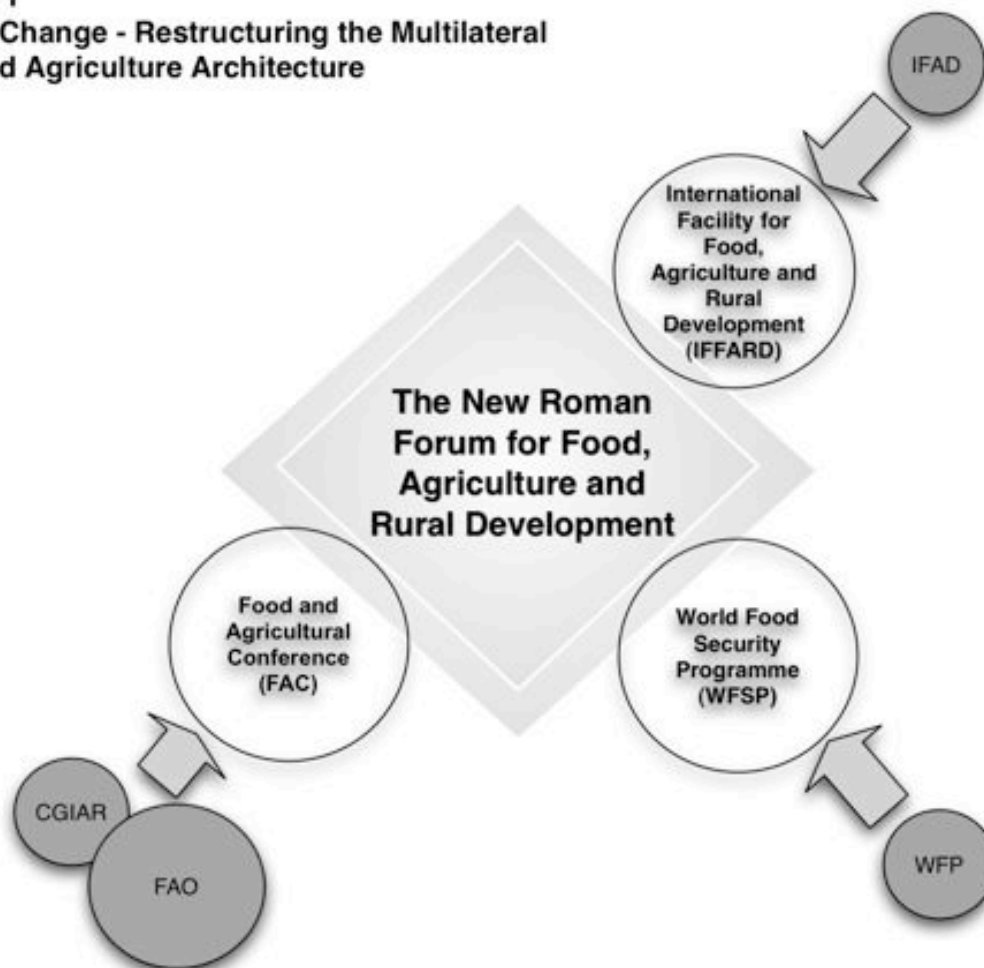 Change - Restructuring the Multilateral
d Agriculture Architecture
IFAD
International
Facility for
Food,
Agriculture and
Rural
Development
(IFFARD)
The New Roman
Forum for Food,
Agriculture and
Rural Development
Food and
Agricultural
Conference
(FAC)
World Food
Security
Programme
(WFSP)
CGIAR
FAO
WFP